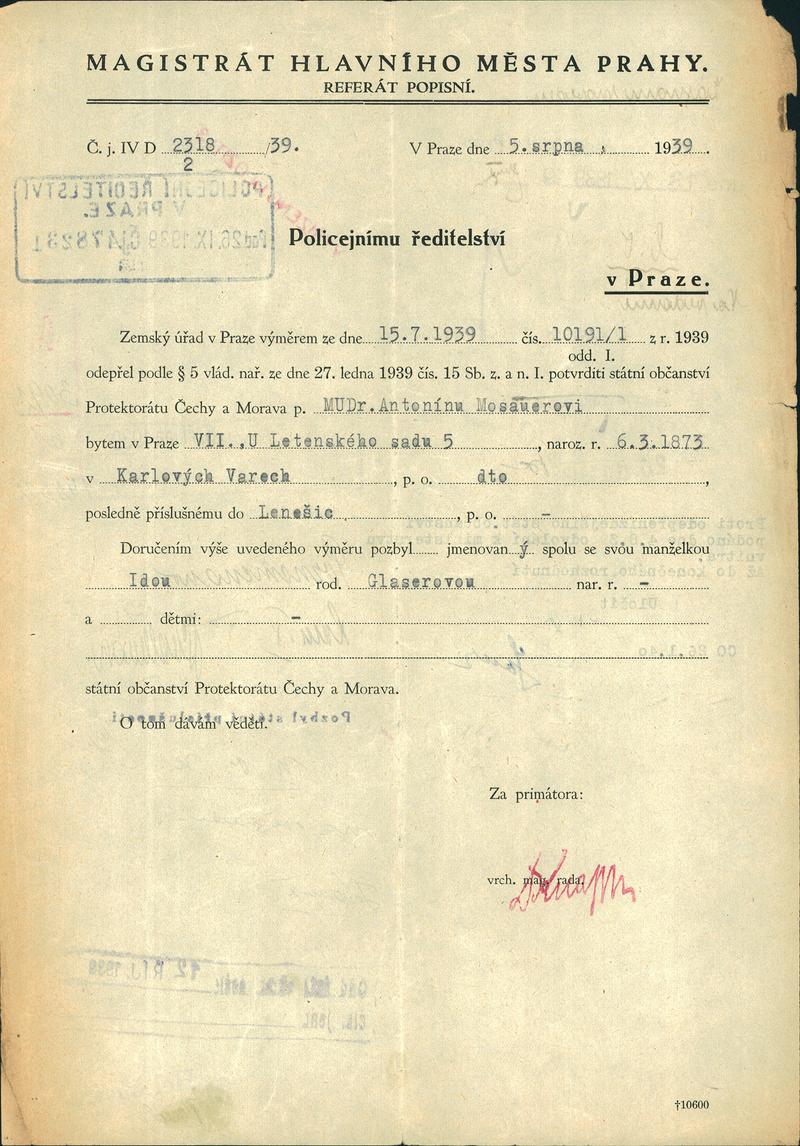 MAGISTRÁT HLAVNÍHO MĚSTA PRAHY.
REFERÁT POPISNÍ.
Č. j. IV D 2318/39.
2
V Praze dne 5. srpna 1939.
POLICEJNÍ ŘEDITELSTVÍ
V PRAZE.
Policejnímu ředitelství
v Praze.
Zemský úřad v Praze výměrem ze dne 15.7.1939 čís. 10191/1 z r. 1939
odd. I.
odepřel podle § 5 vlád. nař. ze dne 27. ledna 1939 čís. 15 Sb. z. a n. I. potvrditi státní občanství
Protektorátu Čechy a Morava p. MUDr. Antonínu Mosauerovi
bytem v Praze VII., U Letenského sadu 5, naroz. r. 6.3.1873
v Karlových Varech, p. o. dto,
posledně příslušnému do Lenešic, p. o. -
Doručením výše uvedeného výměru pozbyl jmenovaný spolu se svou manželkou
Idou rod. Glaserovou nar. r. -
a dětmi: -
státní občanství Protektorátu Čechy a Morava.
O tom dávám věděti.
Za primátora:
vrch. mag. rada.
12 ŘÍJ. 1939
†10600